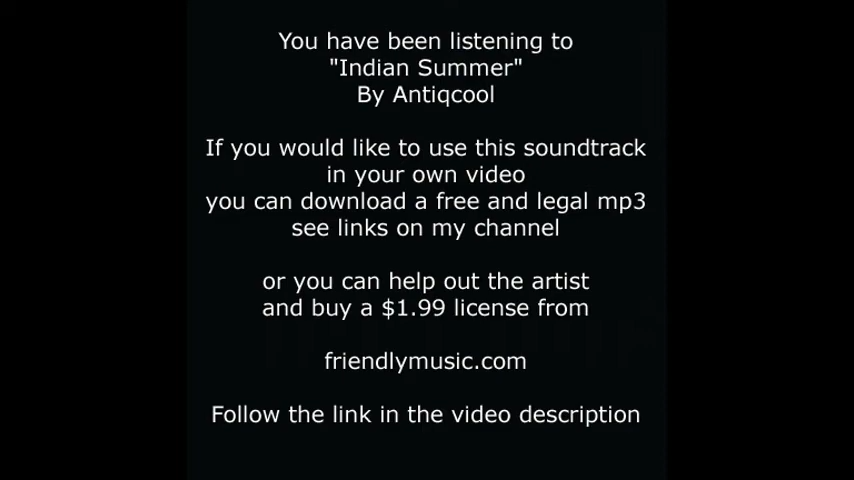 You have been listening to
"Indian Summer"
By Antiqcool
If you would like to use this soundtrack
in your own video
you can download a free and legal mp3
see links on my channel
or you can help out the artist
and buy a $1.99 license from
friendlymusic.com
Follow the link in the video description